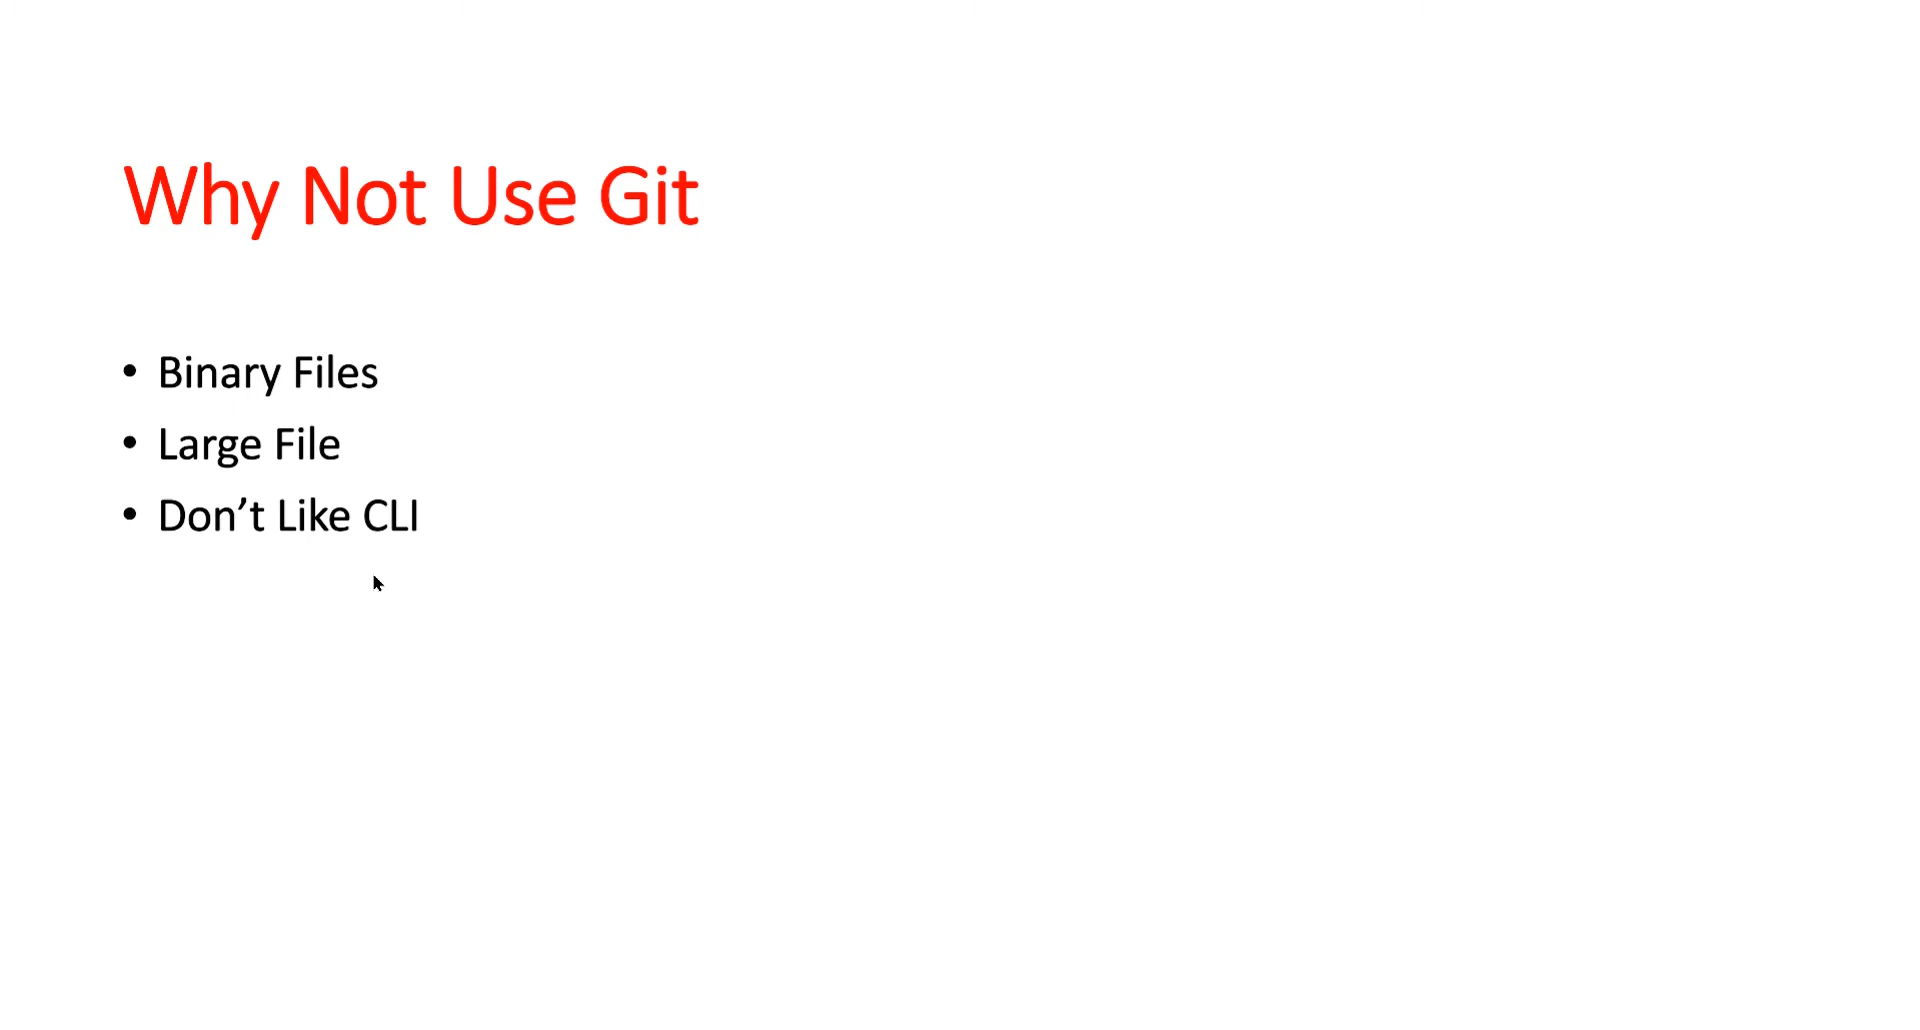 Why Not Use Git
• Binary Files
• Large File
• Don’t Like CLI